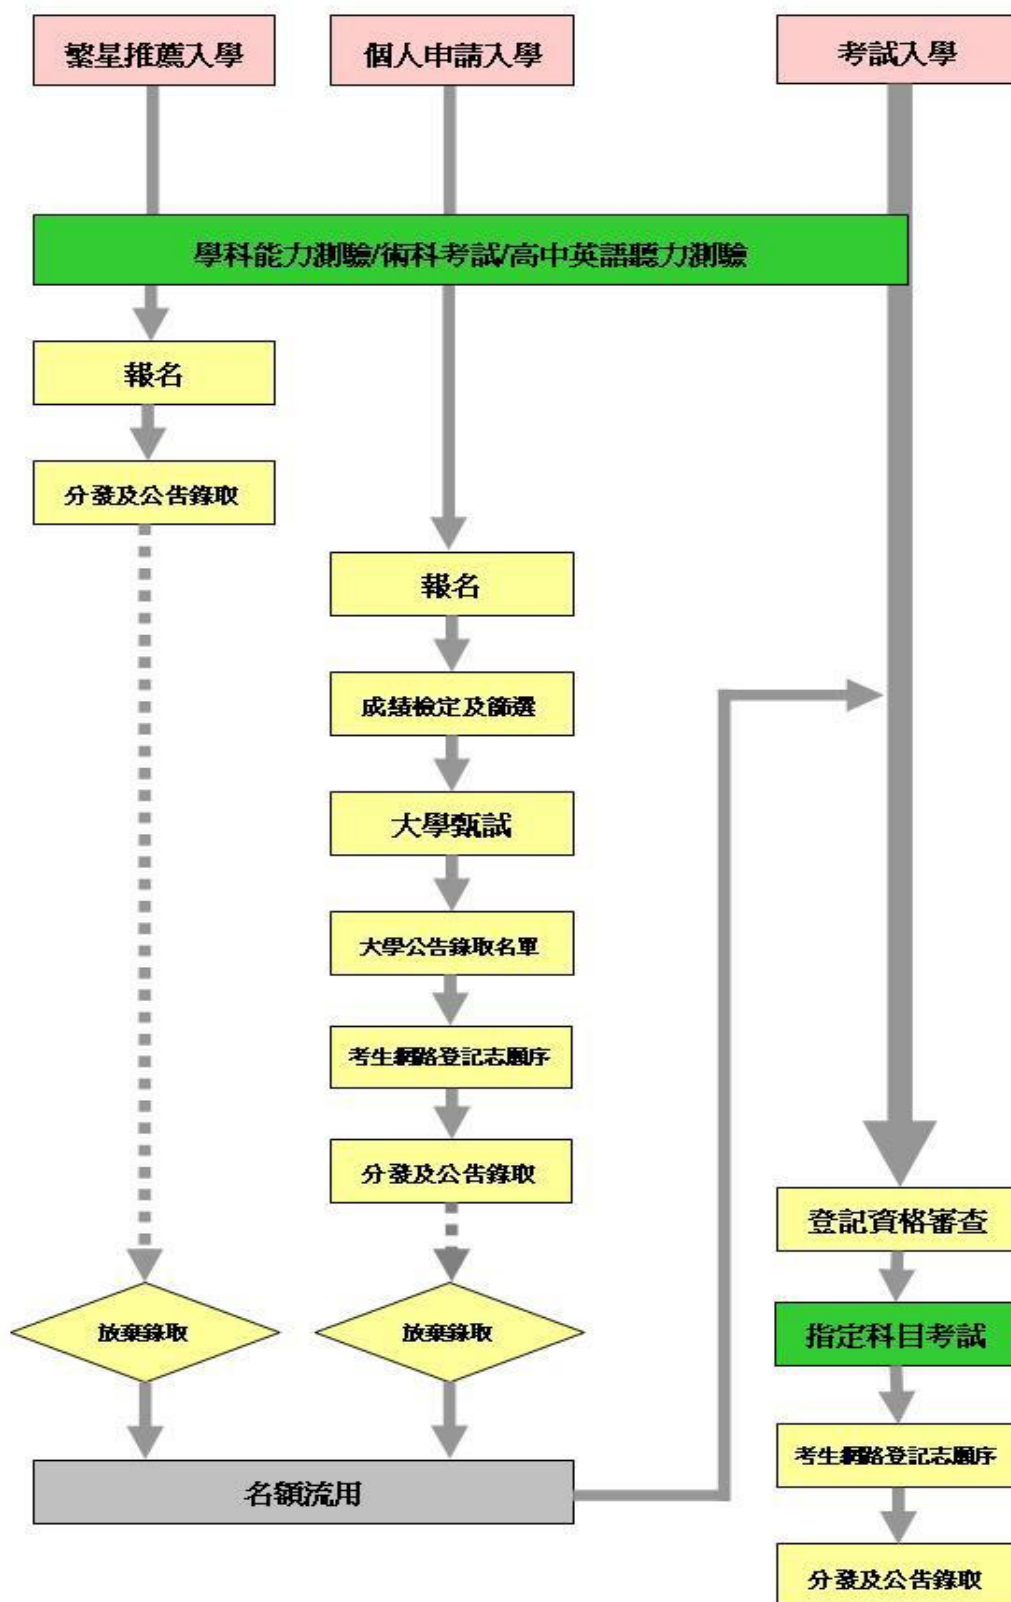 繁星推薦入學
個人申請入學
考試入學
學科能力測驗/術科考試/高中英語聽力測驗
報名
分發及公告錄取
報名
成績檢定及篩選
大學甄試
大學公告錄取名單
考生網路登記志願序
分發及公告錄取
放棄錄取
放棄錄取
名額流用
登記資格審查
指定科目考試
考生網路登記志願序
分發及公告錄取